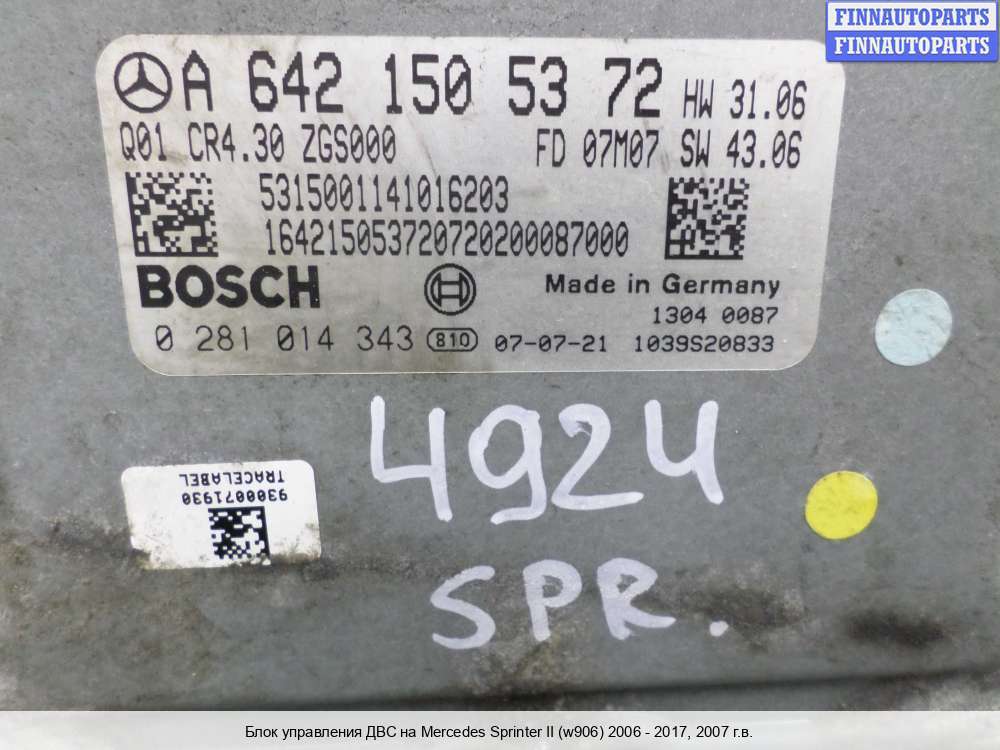 FINNAUTOPARTS
FINNAUTOPARTS
A 642 150 53 72 HW 31.06
Q01 CR4.30 ZGS000 FD 07M07 SW 43.06
5315001141016203
164215053720720200087000
BOSCH Made in Germany
1304 0087
0 281 014 343 810 07-07-21 1039S20833
4924
SPR.
TRACELABEL
9300071930
Блок управления ДВС на Mercedes Sprinter II (w906) 2006 - 2017, 2007 г.в.